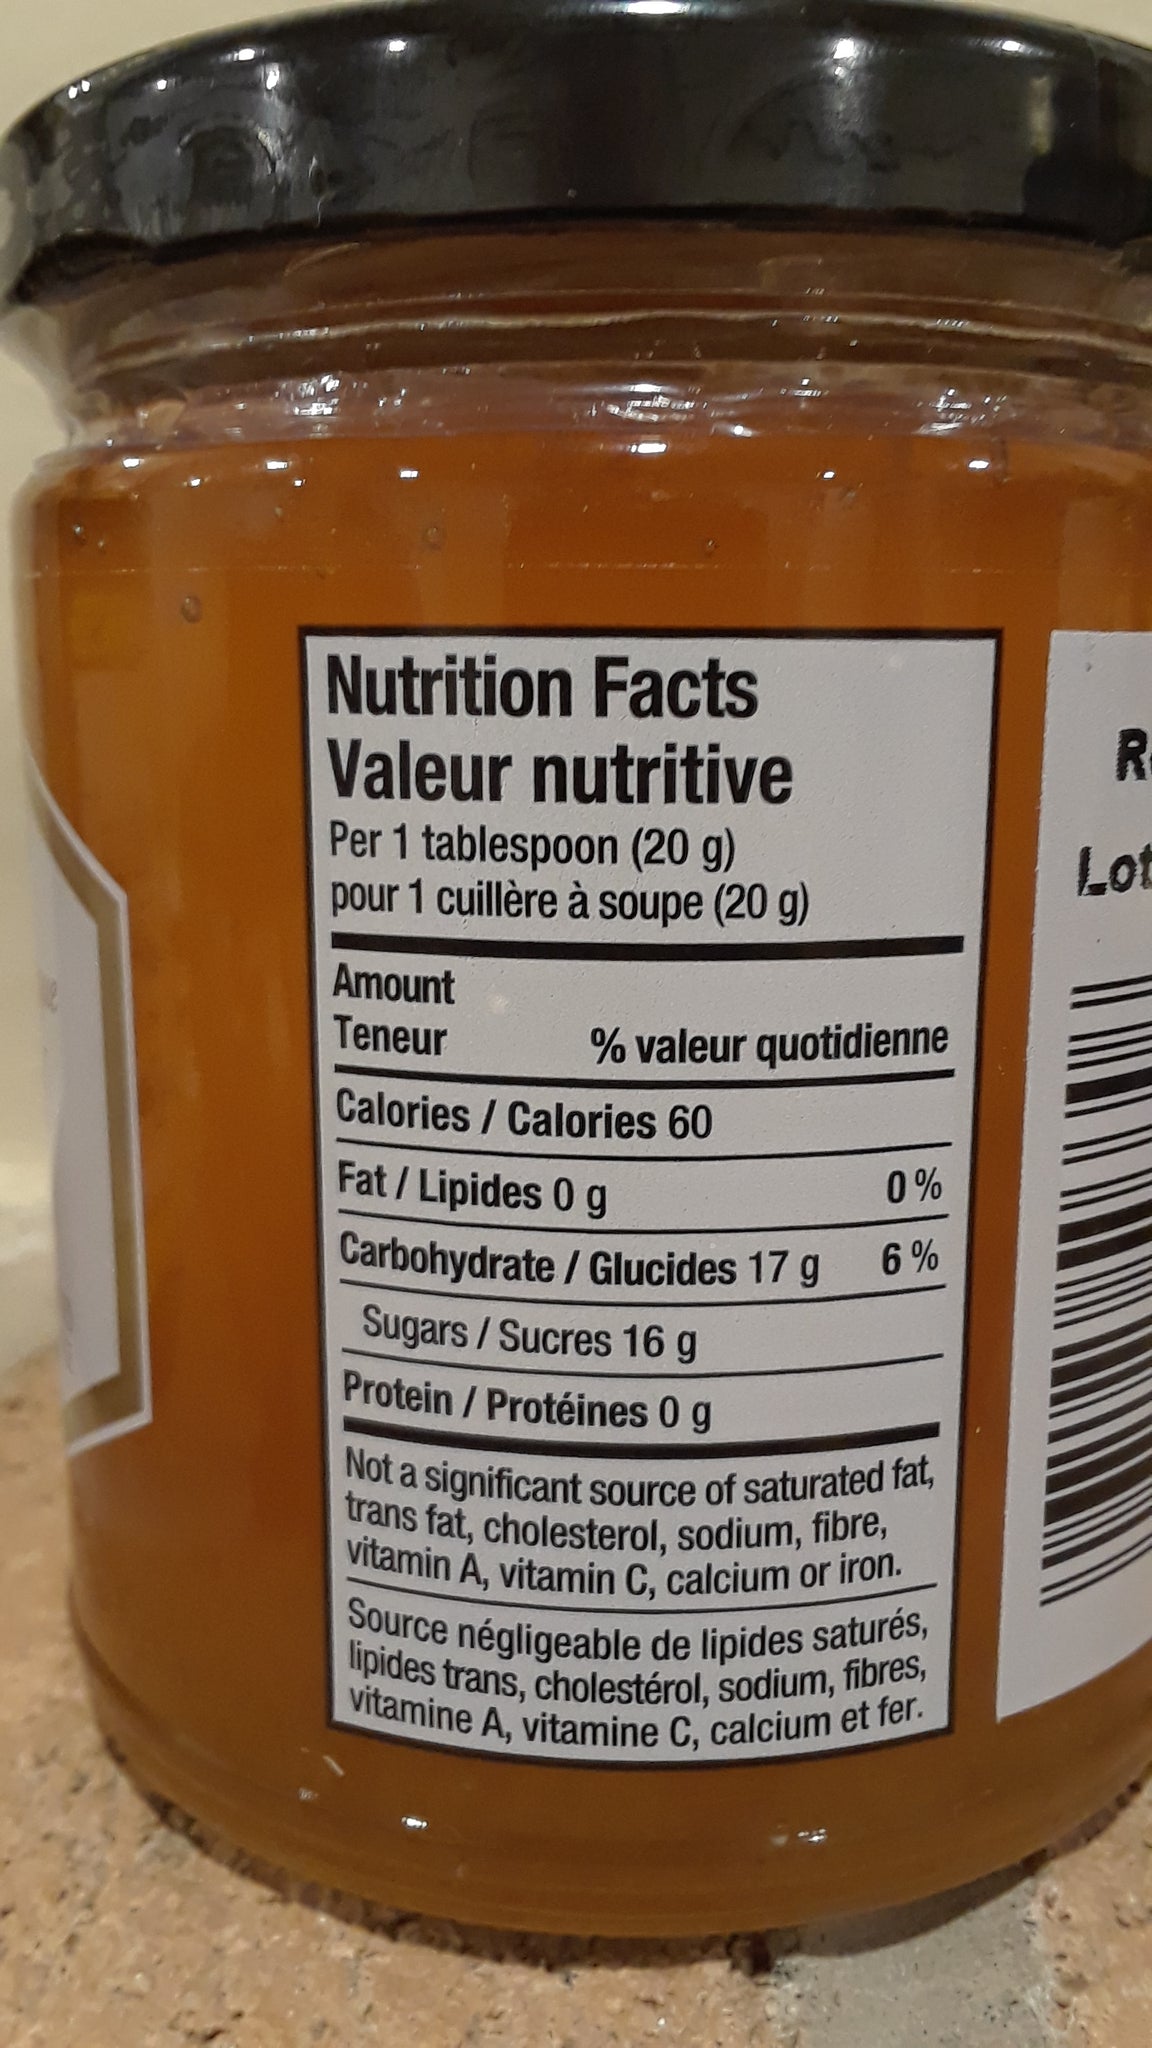 Nutrition Facts
Valeur nutritive
Per 1 tablespoon (20 g)
pour 1 cuillère à soupe (20 g)
Amount
Teneur % valeur quotidienne
Calories / Calories 60
Fat / Lipides 0 g 0 %
Carbohydrate / Glucides 17 g 6 %
Sugars / Sucres 16 g
Protein / Protéines 0 g
Not a significant source of saturated fat,
trans fat, cholesterol, sodium, fibre,
vitamin A, vitamin C, calcium or iron.
Source négligeable de lipides saturés,
lipides trans, cholestérol, sodium, fibres,
vitamine A, vitamine C, calcium et fer.
Lot